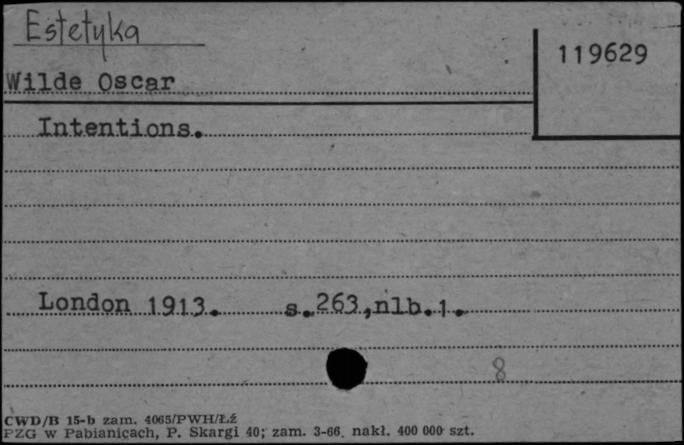 Estetyka
119629
Wilde Oscar
Intentions.
London 1913. s.263,nlb.1.
8
CWD/B 15-b zam. 4065/PWH/ŁŹ
PZG w Pabianicach, P. Skargi 40; zam. 3-66. nakł. 400 000 szt.